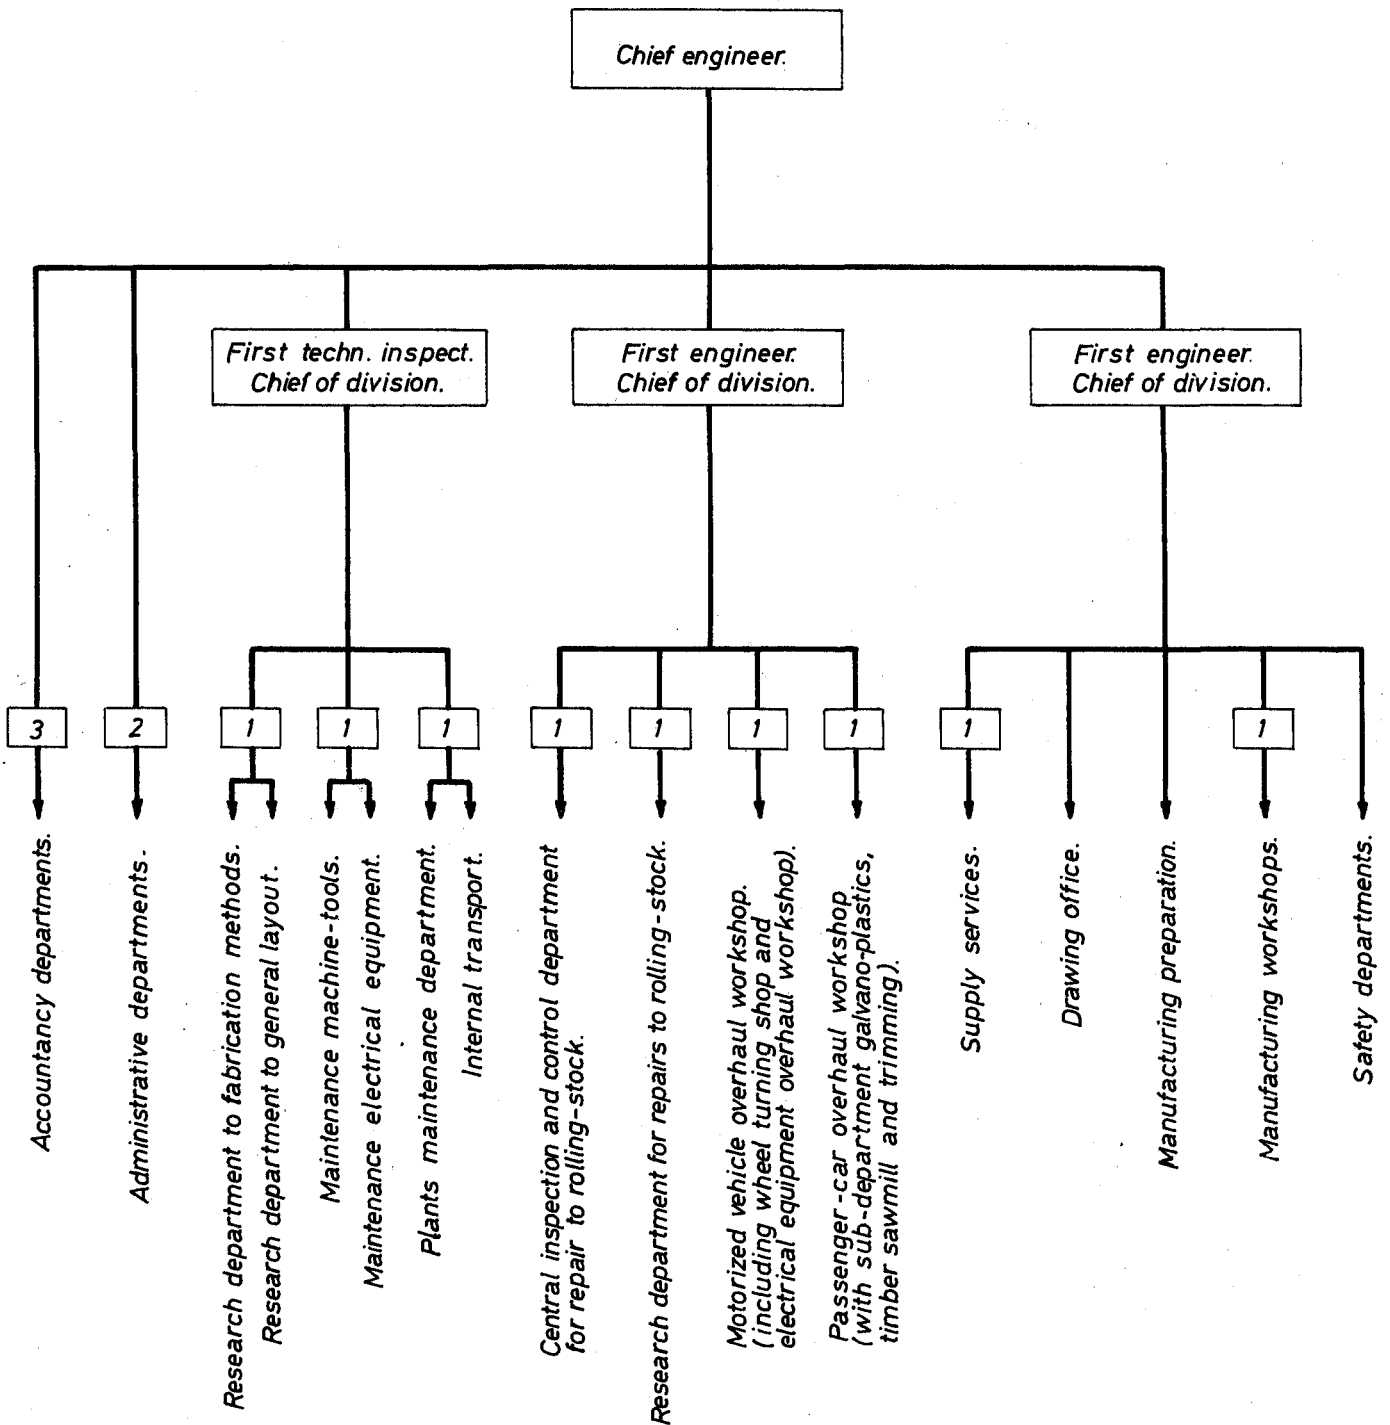 Chief engineer.
First techn. inspect.
Chief of division.
First engineer.
Chief of division.
First engineer.
Chief of division.
3
2
1
1
1
1
1
1
1
1
1
Accountancy departments.
Administrative departments.
Research department to fabrication methods.
Research department to general layout.
Maintenance machine-tools.
Maintenance electrical equipment.
Plants maintenance department.
Internal transport.
Central inspection and control department
for repair to rolling-stock.
Research department for repairs to rolling-stock.
Motorized vehicle overhaul workshop.
(including wheel turning shop and
electrical equipment overhaul workshop).
Passenger-car overhaul workshop
(with sub-department galvano-plastics,
timber sawmill and trimming).
Supply services.
Drawing office.
Manufacturing preparation.
Manufacturing workshops.
Safety departments.